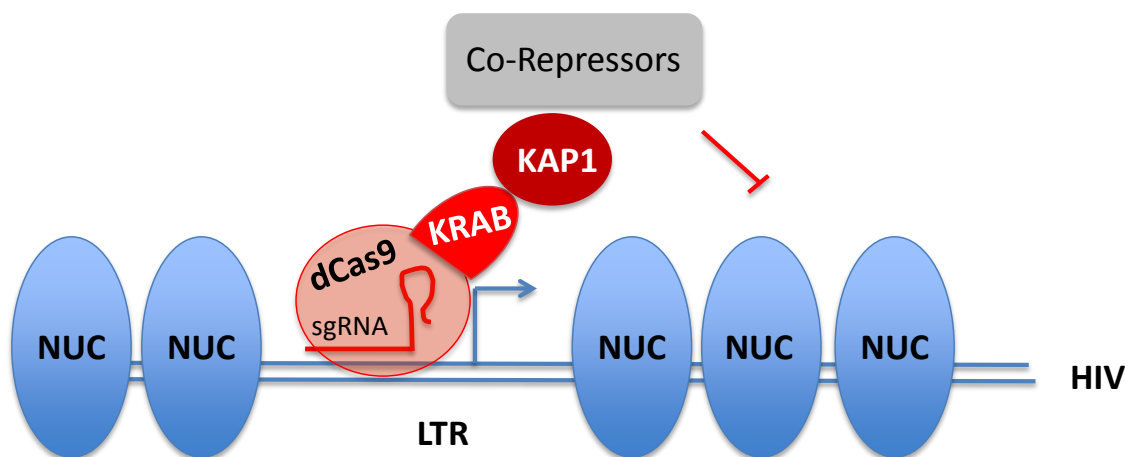 Co-Repressors
KAP1
KRAB
dCas9
sgRNA
NUC NUC NUC NUC NUC
HIV
LTR